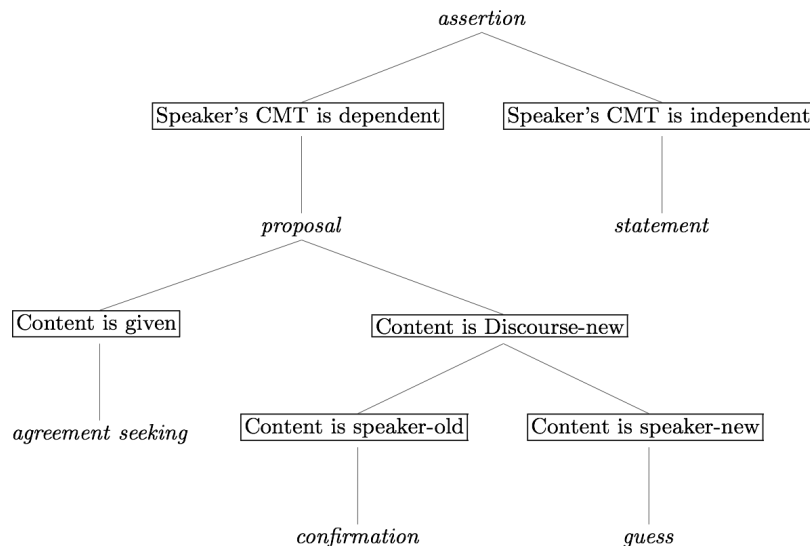 assertion
Speaker's CMT is dependent
Speaker's CMT is independent
proposal
statement
Content is given
Content is Discourse-new
agreement seeking
Content is speaker-old
Content is speaker-new
confirmation
guess